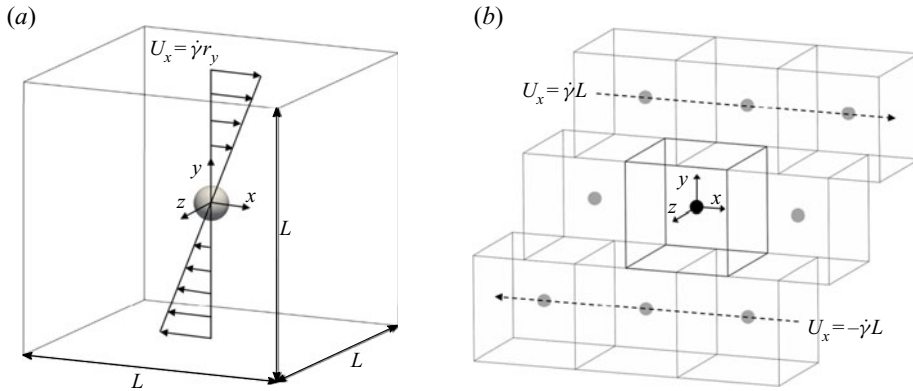 (a)
U_x = γ̇r_y
y
z
x
L
L
L
(b)
U_x = γ̇L
y
z
x
U_x = –γ̇L